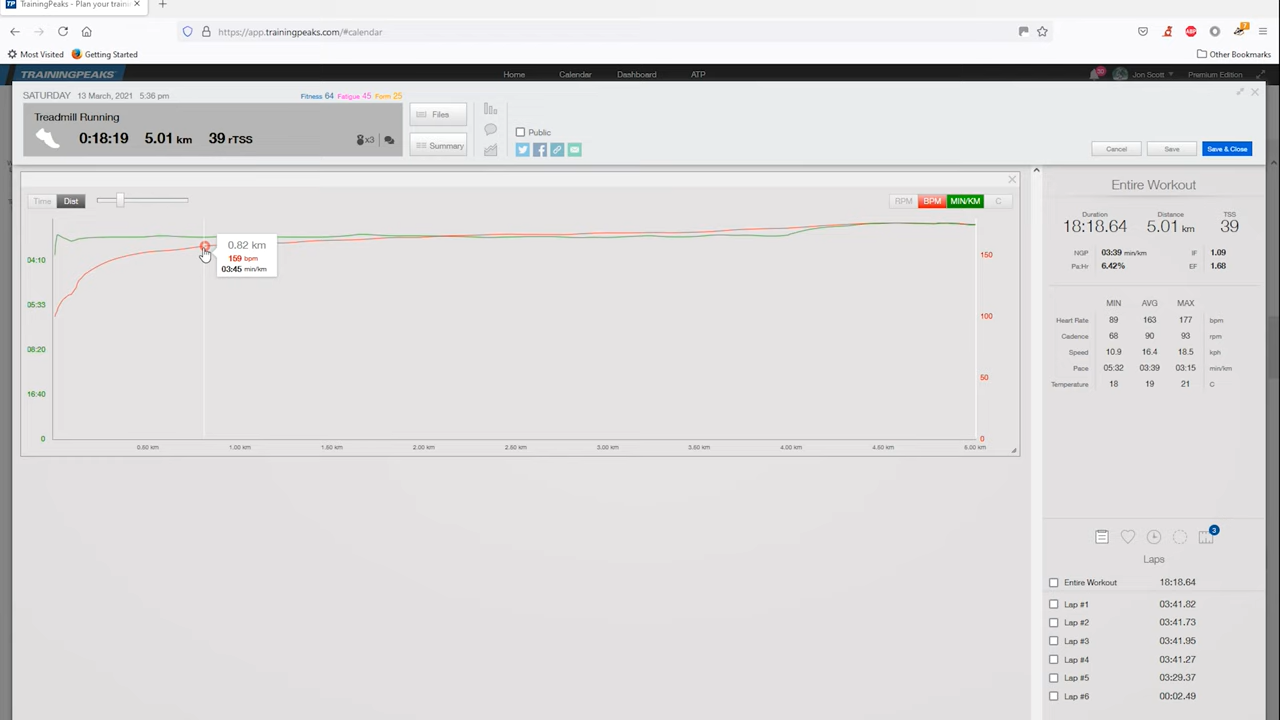 TrainingPeaks - Plan your train
https://app.trainingpeaks.com/#calendar
Most Visited Getting Started Other Bookmarks
TRAININGPEAKS Home Calendar Dashboard ATP Jon Scott Premium Edition
SATURDAY 13 March, 2021 5:36 pm Fitness 64 Fatigue 45 Form 25
Treadmill Running
0:18:19 5.01 km 39 rTSS x3
Files
Summary
Public
Cancel Save Save & Close
Time Dist RPM BPM MIN/KM C
0.82 km
159 bpm
03:45 min/km
04:10
05:33
08:20
16:40
0
150
100
50
0
0.50 km 1.00 km 1.50 km 2.00 km 2.50 km 3.00 km 3.50 km 4.00 km 4.50 km 5.00 km
Entire Workout
Duration Distance TSS
18:18.64 5.01 km 39
NGP 03:39 min/km IF 1.09
Pa:Hr 6.42% EF 1.68
MIN AVG MAX
Heart Rate 89 163 177 bpm
Cadence 68 90 93 rpm
Speed 10.9 16.4 18.5 kph
Pace 05:32 03:39 03:15 min/km
Temperature 18 19 21 C
3
Laps
Entire Workout 18:18.64
Lap #1 03:41.82
Lap #2 03:41.73
Lap #3 03:41.95
Lap #4 03:41.27
Lap #5 03:29.37
Lap #6 00:02.49